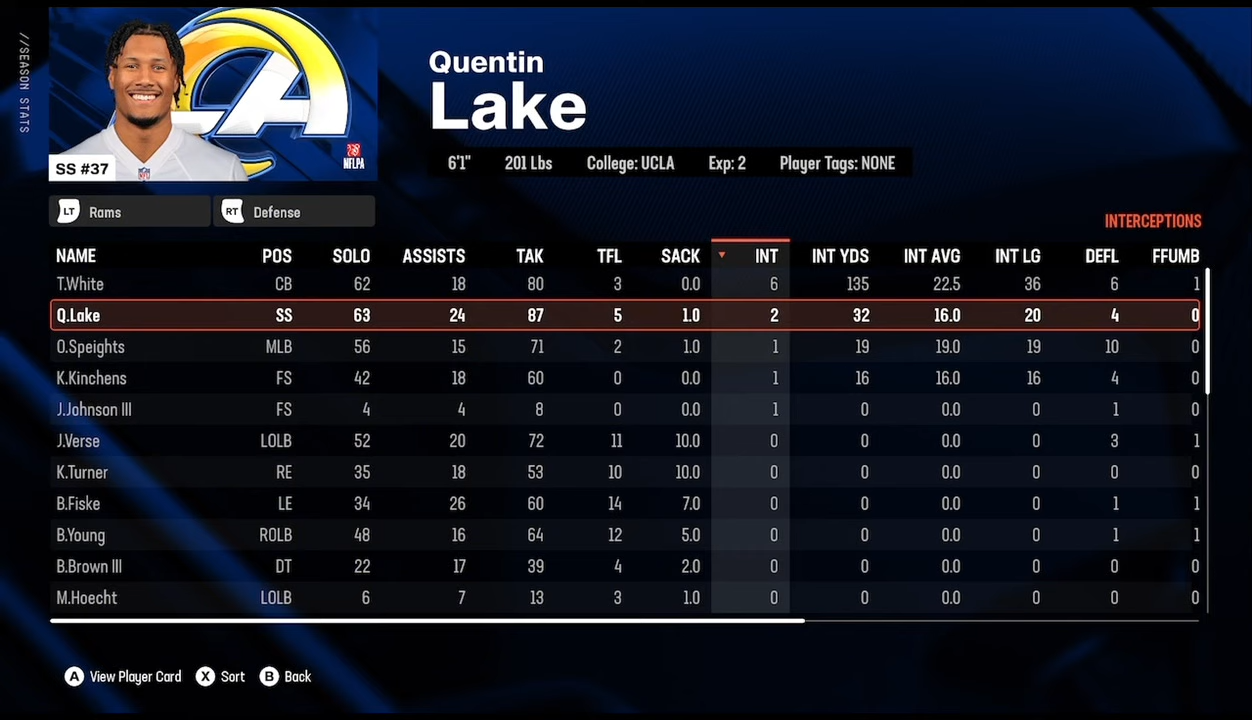 //SEASON STATS
LA
NFLPA
SS #37
Quentin
Lake
6'1" 201 Lbs College: UCLA Exp: 2 Player Tags: NONE
LT Rams RT Defense
INTERCEPTIONS
NAME POS SOLO ASSISTS TAK TFL SACK INT INT YDS INT AVG INT LG DEFL FFUMB
T.White CB 62 18 80 3 0.0 6 135 22.5 36 6 1
Q.Lake SS 63 24 87 5 1.0 2 32 16.0 20 4 0
O.Speights MLB 56 15 71 2 1.0 1 19 19.0 19 10 0
K.Kinchens FS 42 18 60 0 0.0 1 16 16.0 16 4 0
J.Johnson III FS 4 4 8 0 0.0 1 0 0.0 0 1 0
J.Verse LOLB 52 20 72 11 10.0 0 0 0.0 0 3 1
K.Turner RE 35 18 53 10 10.0 0 0 0.0 0 0 0
B.Fiske LE 34 26 60 14 7.0 0 0 0.0 0 1 1
B.Young ROLB 48 16 64 12 5.0 0 0 0.0 0 1 1
B.Brown III DT 22 17 39 4 2.0 0 0 0.0 0 0 0
M.Hoecht LOLB 6 7 13 3 1.0 0 0 0.0 0 0 0
A View Player Card X Sort B Back